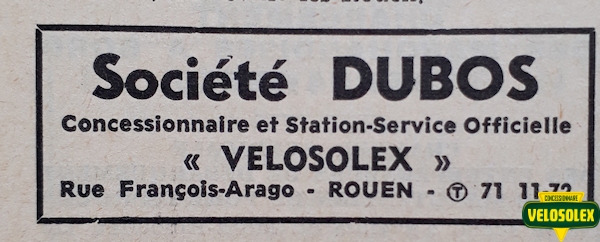 Société DUBOS
Concessionnaire et Station-Service Officielle
« VELOSOLEX »
Rue François-Arago - ROUEN - Ⓣ 71 11-72
CONCESSIONNAIRE
VELOSOLEX